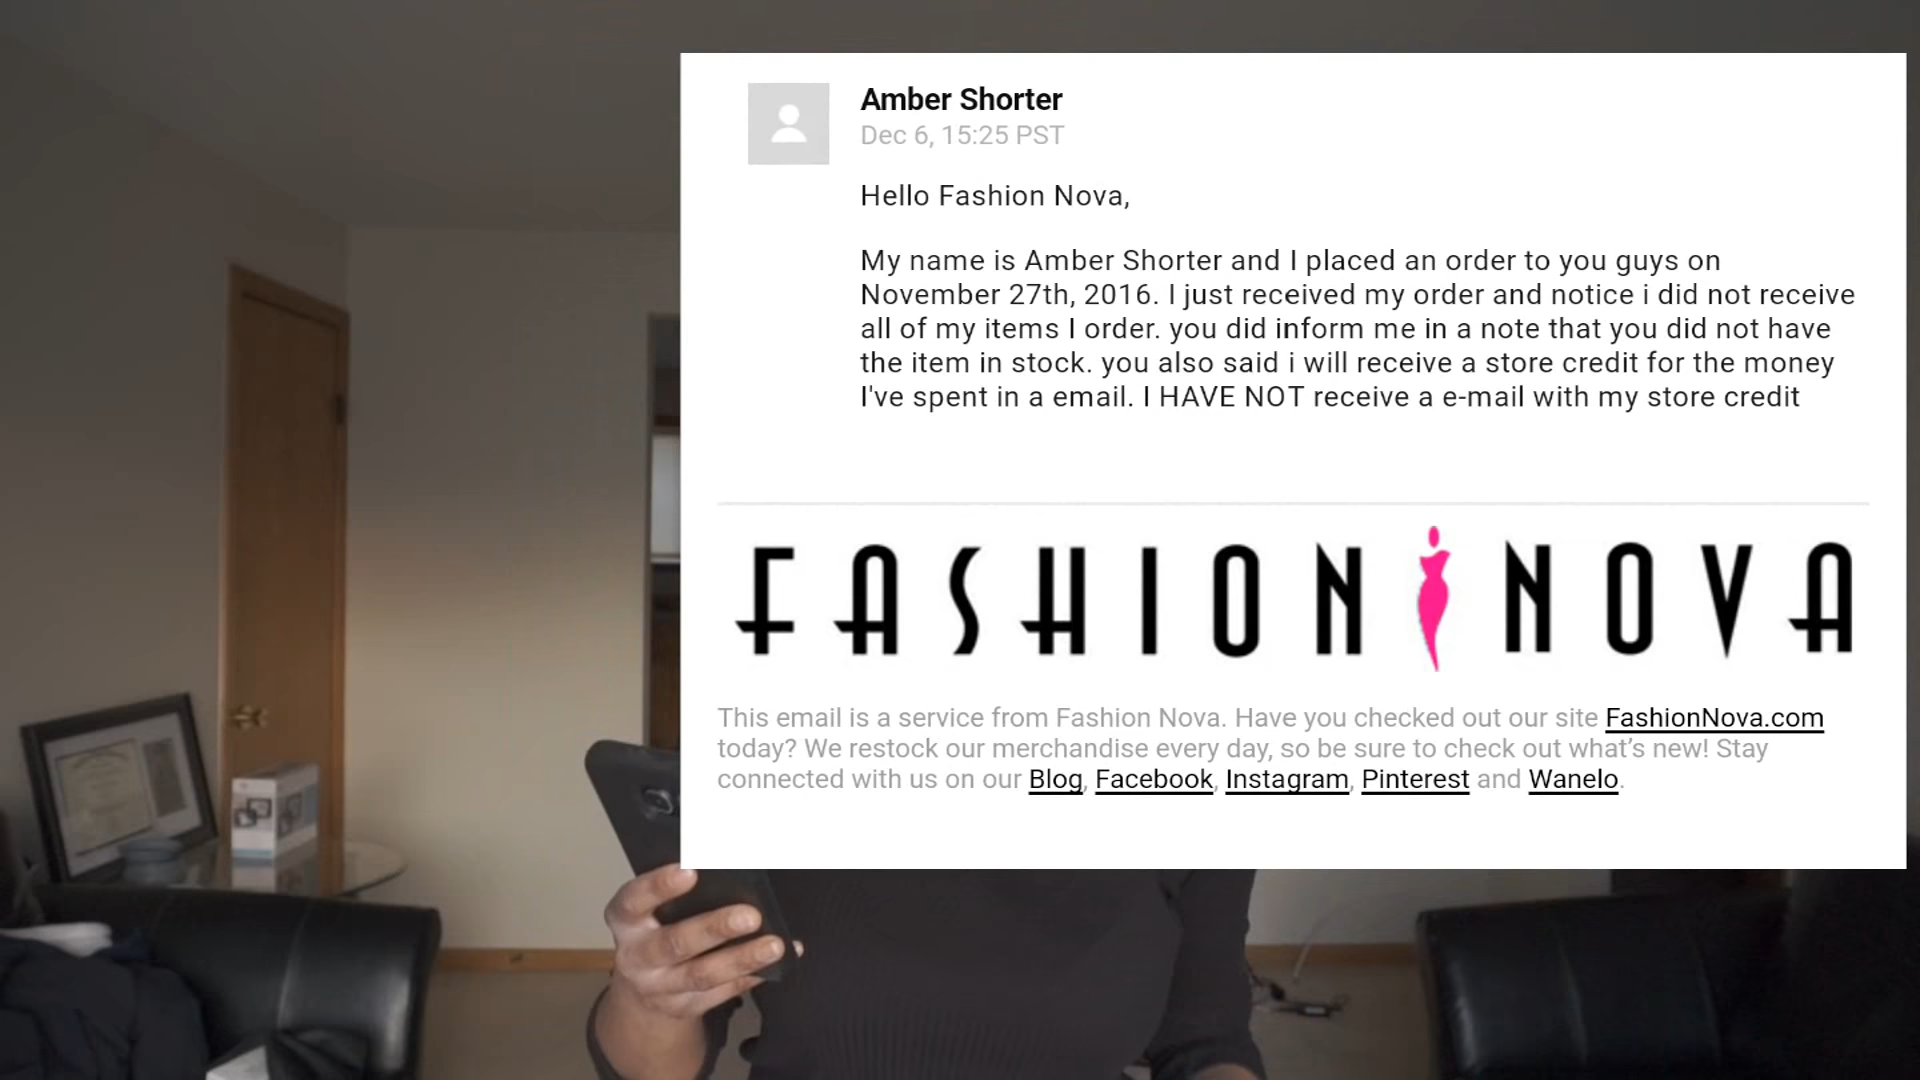 Amber Shorter
Dec 6, 15:25 PST
Hello Fashion Nova,
My name is Amber Shorter and I placed an order to you guys on
November 27th, 2016. I just received my order and notice i did not receive
all of my items I order. you did inform me in a note that you did not have
the item in stock. you also said i will receive a store credit for the money
I've spent in a email. I HAVE NOT receive a e-mail with my store credit
FASHION NOVA
This email is a service from Fashion Nova. Have you checked out our site FashionNova.com
today? We restock our merchandise every day, so be sure to check out what’s new! Stay
connected with us on our Blog, Facebook, Instagram, Pinterest and Wanelo.